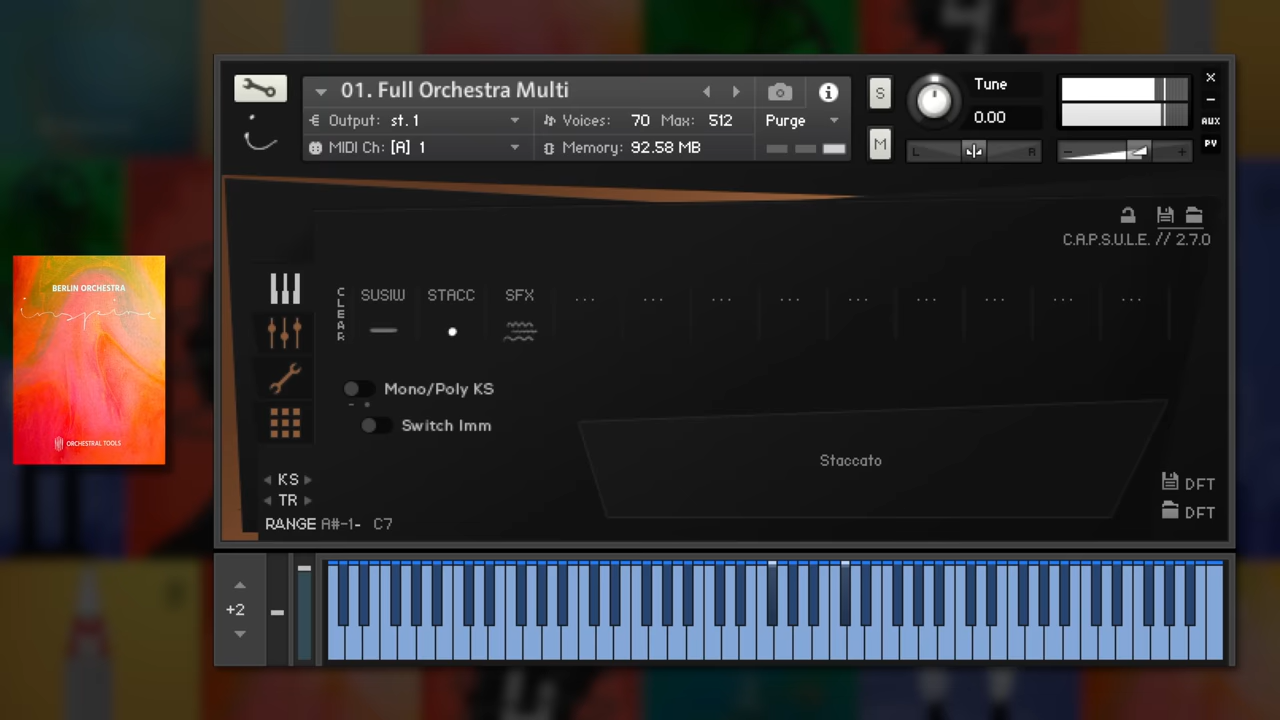 BERLIN ORCHESTRA
inspire
ORCHESTRAL TOOLS
01. Full Orchestra Multi
Output: st.1
Voices: 70 Max: 512
Purge
MIDI Ch: [A] 1
Memory: 92.58 MB
S
M
Tune
0.00
L R
- +
×
–
AUX
PV
C.A.P.S.U.L.E. // 2.7.0
CLEAR
SUSIW STACC SFX ... ... ... ... ... ... ... ... ...
Mono/Poly KS
Switch Imm
Staccato
KS
TR
RANGE A#-1- C7
DFT
DFT
+2